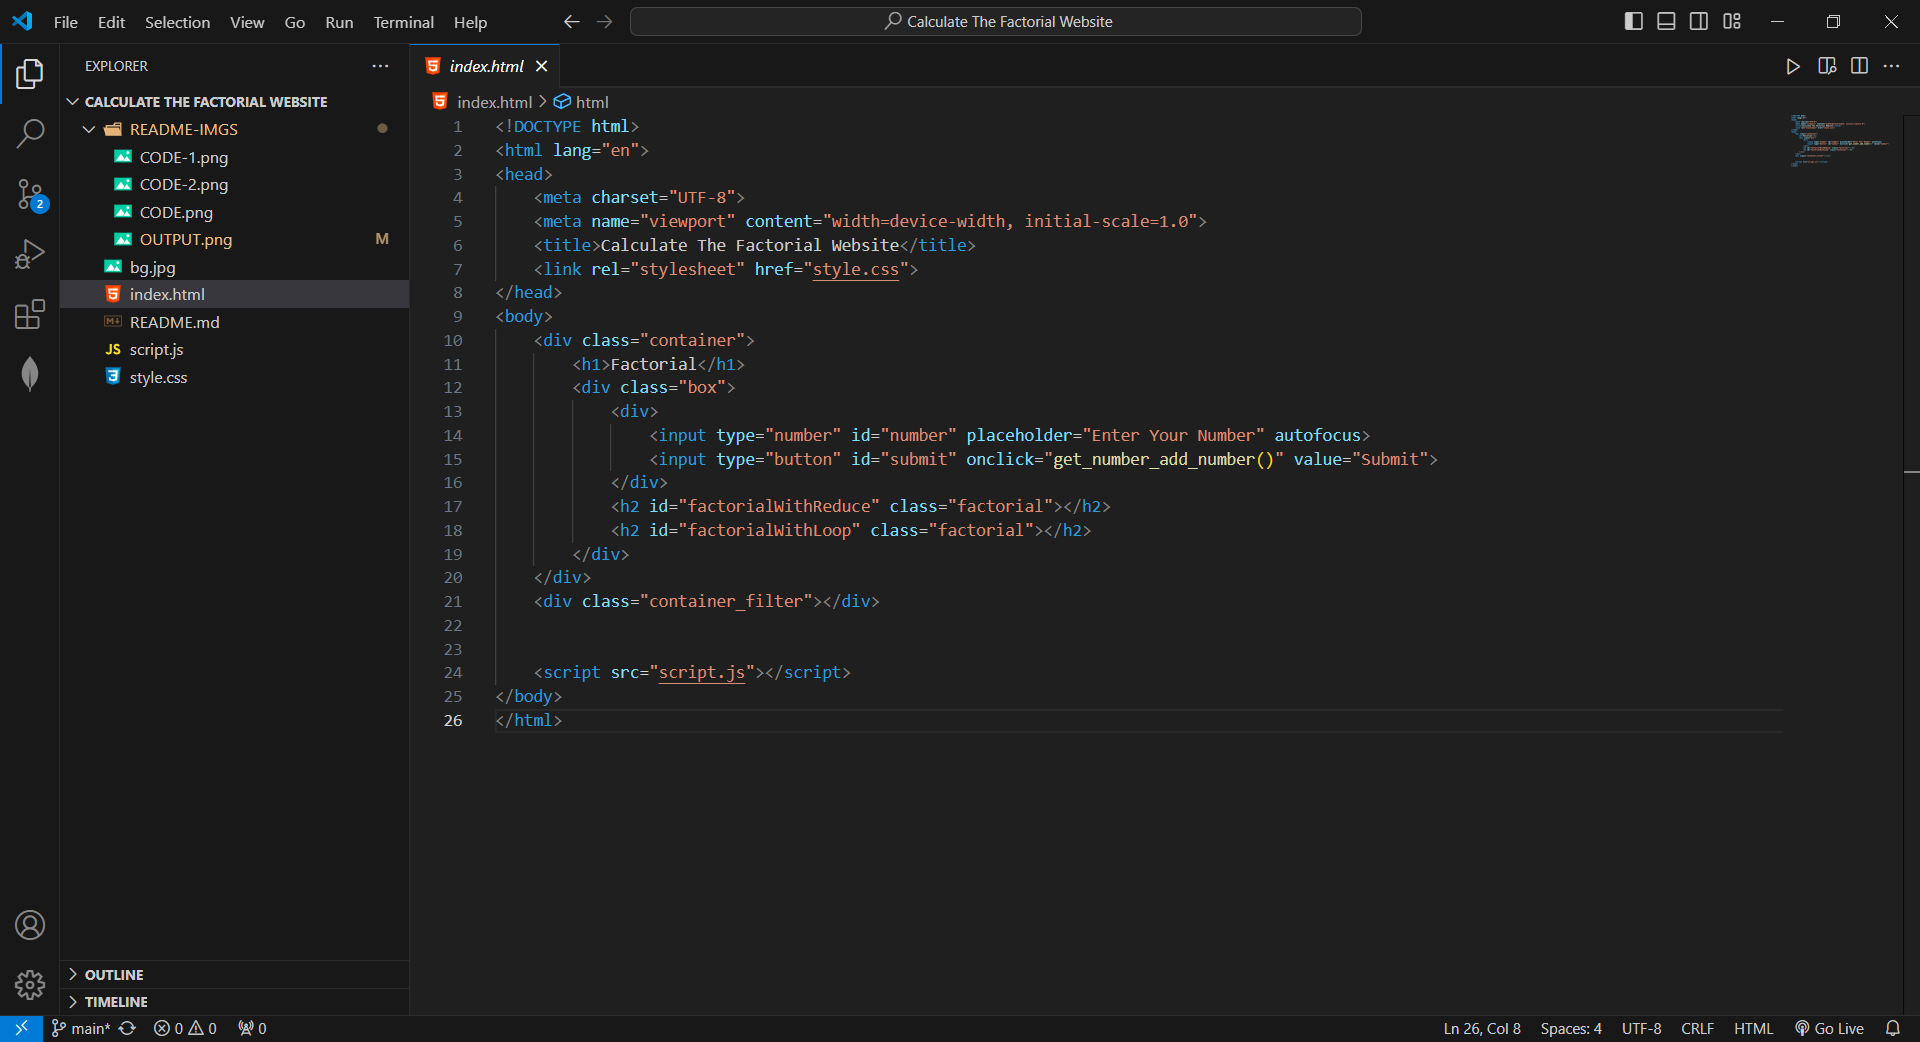 File Edit Selection View Go Run Terminal Help
Calculate The Factorial Website
EXPLORER
CALCULATE THE FACTORIAL WEBSITE
README-IMGS
CODE-1.png
CODE-2.png
CODE.png
OUTPUT.png M
bg.jpg
index.html
README.md
JS script.js
style.css
2
OUTLINE
TIMELINE
index.html
index.html > html
1 <!DOCTYPE html>
2 <html lang="en">
3 <head>
4     <meta charset="UTF-8">
5     <meta name="viewport" content="width=device-width, initial-scale=1.0">
6     <title>Calculate The Factorial Website</title>
7     <link rel="stylesheet" href="style.css">
8 </head>
9 <body>
10     <div class="container">
11         <h1>Factorial</h1>
12         <div class="box">
13             <div>
14                 <input type="number" id="number" placeholder="Enter Your Number" autofocus>
15                 <input type="button" id="submit" onclick="get_number_add_number()" value="Submit">
16             </div>
17             <h2 id="factorialWithReduce" class="factorial"></h2>
18             <h2 id="factorialWithLoop" class="factorial"></h2>
19         </div>
20     </div>
21     <div class="container_filter"></div>
22
23
24     <script src="script.js"></script>
25 </body>
26 </html>
main* 0 0 0
Ln 26, Col 8 Spaces: 4 UTF-8 CRLF HTML Go Live